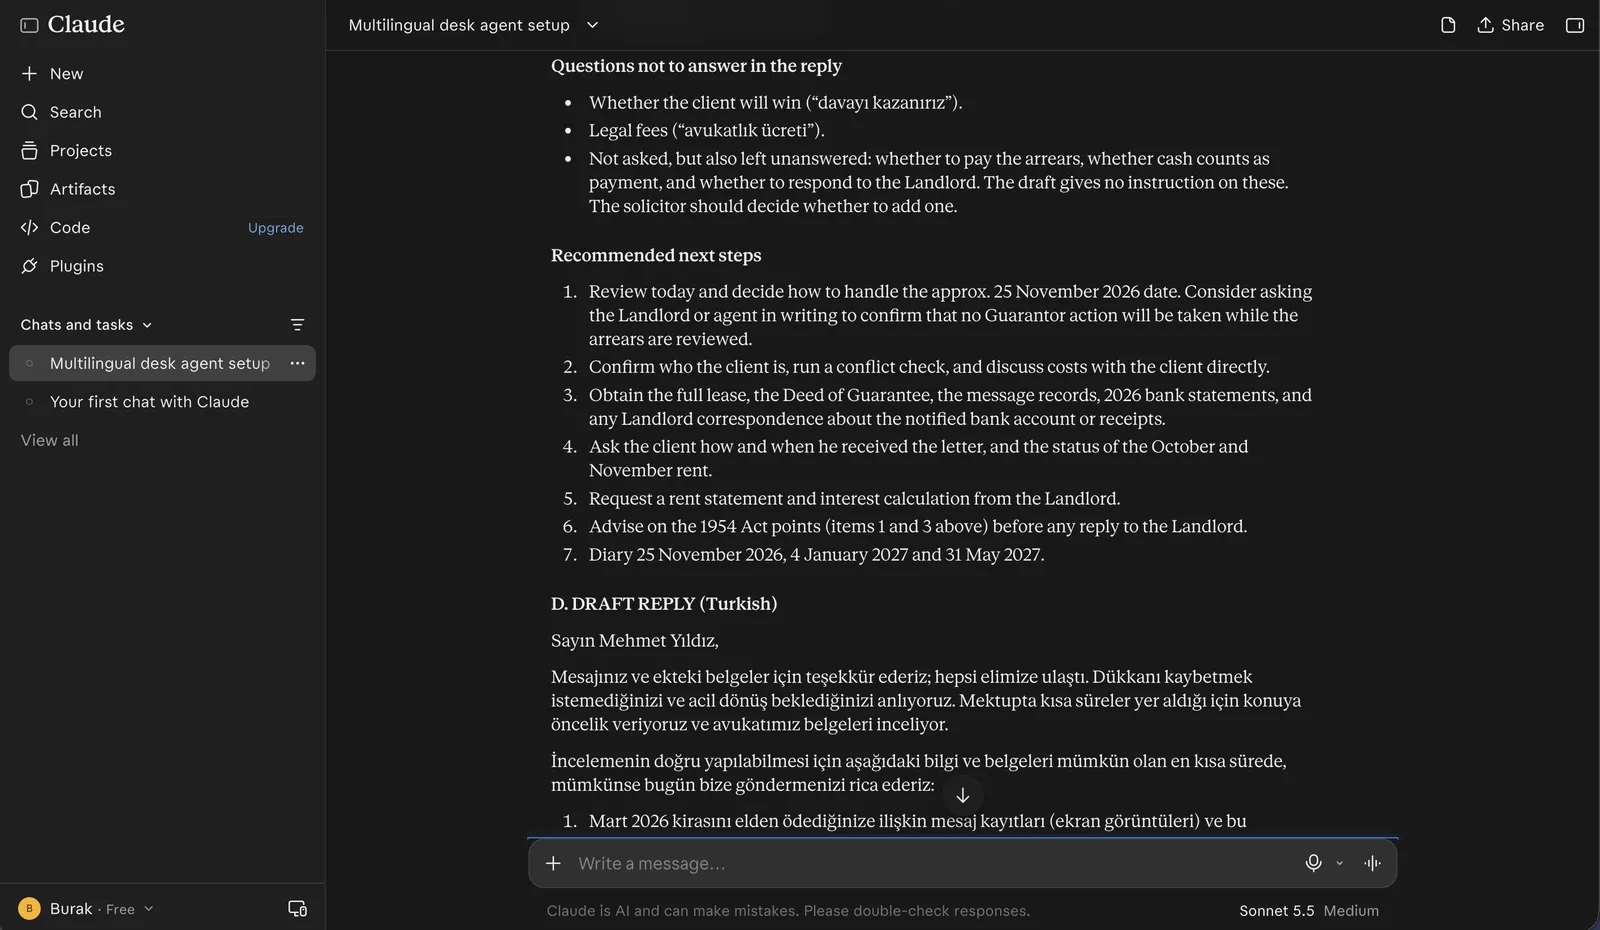 Claude
New
Search
Projects
Artifacts
Code
Upgrade
Plugins
Chats and tasks
Multilingual desk agent setup
Your first chat with Claude
View all
Burak · Free
Multilingual desk agent setup
Share
Questions not to answer in the reply
• Whether the client will win (“davayı kazanırız”).
• Legal fees (“avukatlık ücreti”).
• Not asked, but also left unanswered: whether to pay the arrears, whether cash counts as
payment, and whether to respond to the Landlord. The draft gives no instruction on these.
The solicitor should decide whether to add one.
Recommended next steps
1. Review today and decide how to handle the approx. 25 November 2026 date. Consider asking
the Landlord or agent in writing to confirm that no Guarantor action will be taken while the
arrears are reviewed.
2. Confirm who the client is, run a conflict check, and discuss costs with the client directly.
3. Obtain the full lease, the Deed of Guarantee, the message records, 2026 bank statements, and
any Landlord correspondence about the notified bank account or receipts.
4. Ask the client how and when he received the letter, and the status of the October and
November rent.
5. Request a rent statement and interest calculation from the Landlord.
6. Advise on the 1954 Act points (items 1 and 3 above) before any reply to the Landlord.
7. Diary 25 November 2026, 4 January 2027 and 31 May 2027.
D. DRAFT REPLY (Turkish)
Sayın Mehmet Yıldız,
Mesajınız ve ekteki belgeler için teşekkür ederiz; hepsi elimize ulaştı. Dükkanı kaybetmek
istemediğinizi ve acil dönüş beklediğinizi anlıyoruz. Mektupta kısa süreler yer aldığı için konuya
öncelik veriyoruz ve avukatımız belgeleri inceliyor.
İncelemenin doğru yapılabilmesi için aşağıdaki bilgi ve belgeleri mümkün olan en kısa sürede,
mümkünse bugün bize göndermenizi rica ederiz:
1. Mart 2026 kirasını elden ödediğinize ilişkin mesaj kayıtları (ekran görüntüleri) ve bu
Write a message...
Claude is AI and can make mistakes. Please double-check responses.
Sonnet 5.5 Medium
B